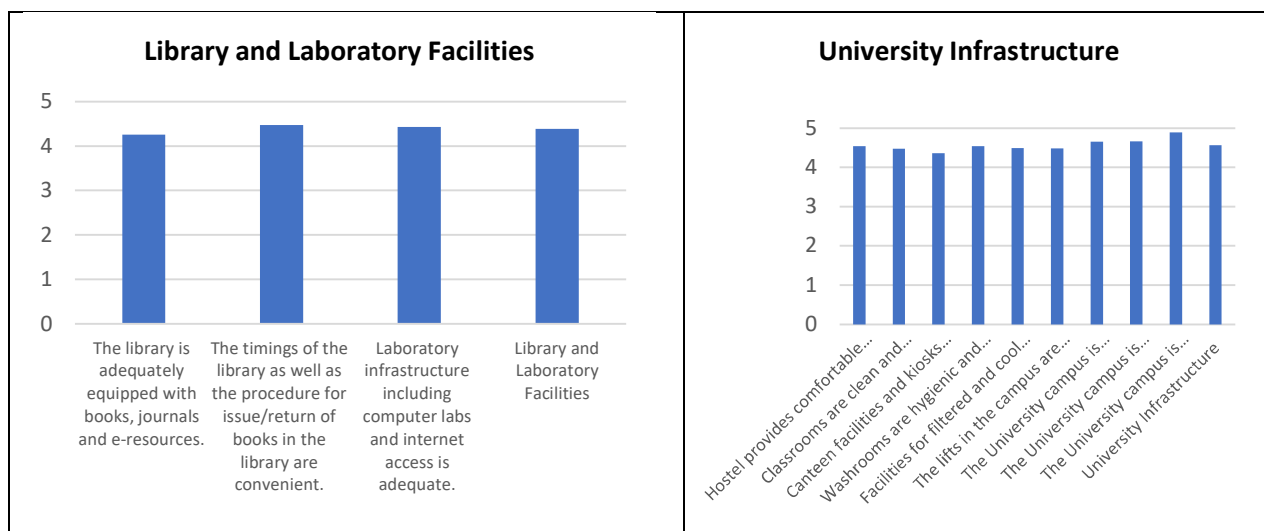 Library and Laboratory Facilities
5
4
3
2
1
0
The library is
adequately
equipped with
books, journals
and e-resources.
The timings of the
library as well as
the procedure for
issue/return of
books in the
library are
convenient.
Laboratory
infrastructure
including
computer labs
and internet
access is
adequate.
Library and
Laboratory
Facilities
University Infrastructure
5
4
3
2
1
0
Hostel provides comfortable…
Classrooms are clean and…
Canteen facilities and kiosks…
Washrooms are hygienic and…
Facilities for filtered and cool…
The lifts in the campus are…
The University campus is…
The University campus is…
The University campus is…
University Infrastructure